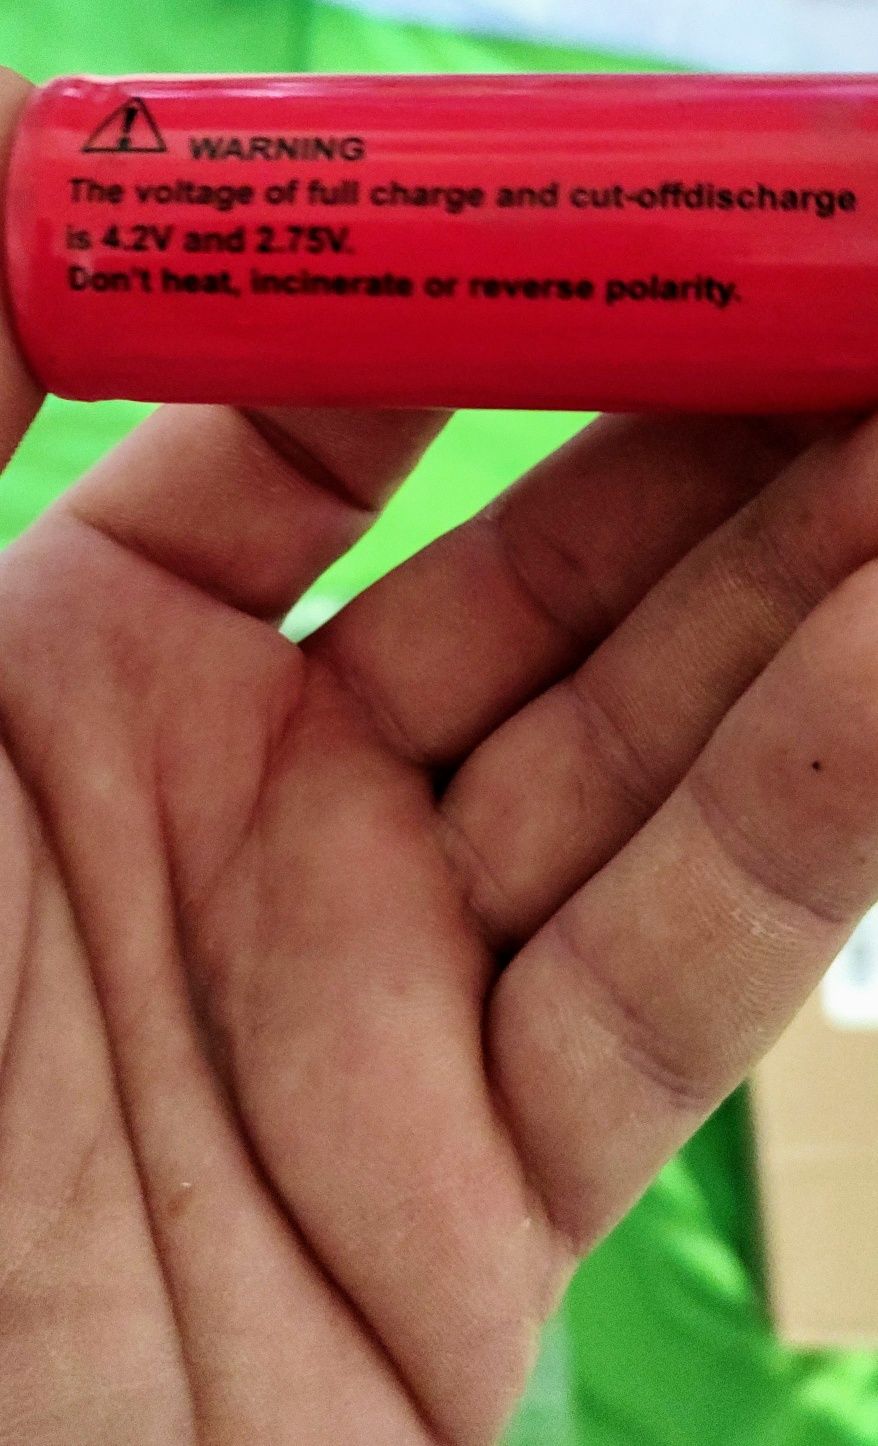 WARNING
The voltage of full charge and cut-offdischarge
is 4.2V and 2.75V.
Don't heat, incinerate or reverse polarity.